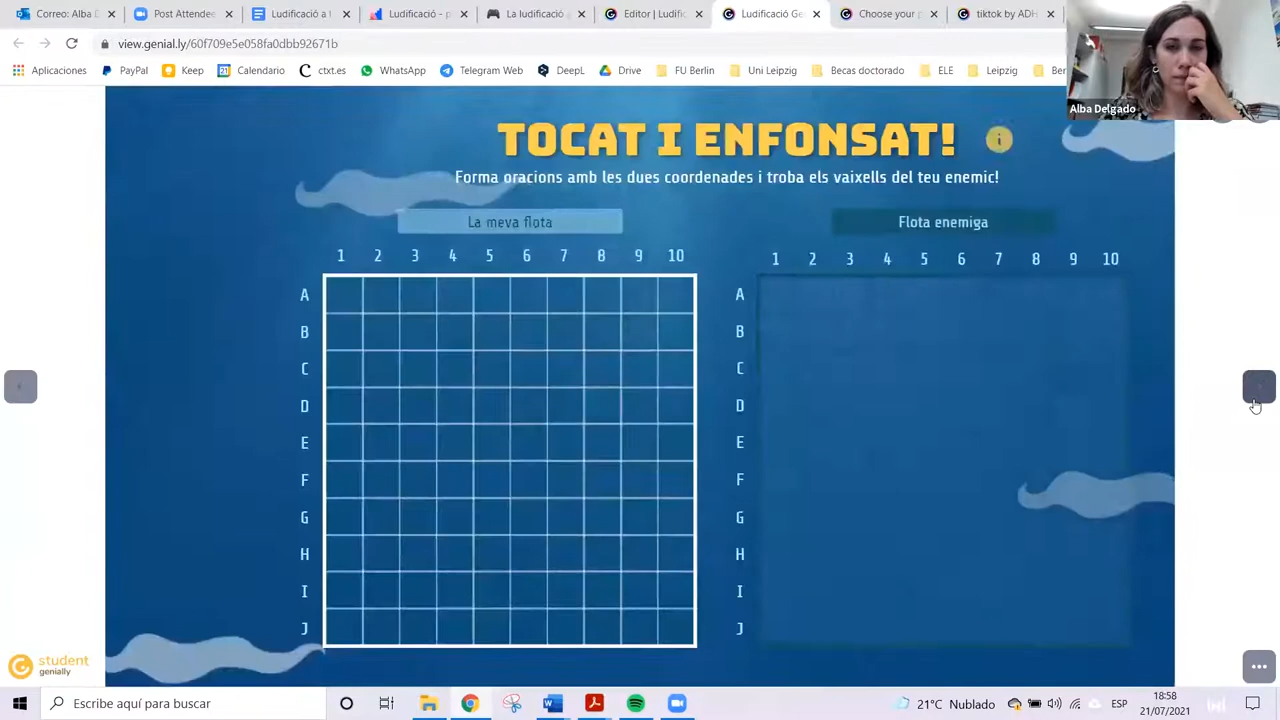 Correo: Alba D
Post Attendee
Ludificació a
Ludificació - p
La ludificació
Editor | Ludific
Ludificació Ge
Choose your
tiktok by ADH
view.genial.ly/60f709e5e058fa0dbb92671b
Aplicaciones
PayPal
Keep
Calendario
ctxt.es
WhatsApp
Telegram Web
DeepL
Drive
FU Berlin
Uni Leipzig
Becas doctorado
ELE
Leipzig
Ber
Alba Delgado
TOCAT I ENFONSAT!
i
Forma oracions amb les dues coordenades i troba els vaixells del teu enemic!
La meva flota
1 2 3 4 5 6 7 8 9 10
A
B
C
D
E
F
G
H
I
J
Flota enemiga
1 2 3 4 5 6 7 8 9 10
A
B
C
D
E
F
G
H
I
J
student
genially
Escribe aquí para buscar
21°C Nublado
ESP
18:58
21/07/2021